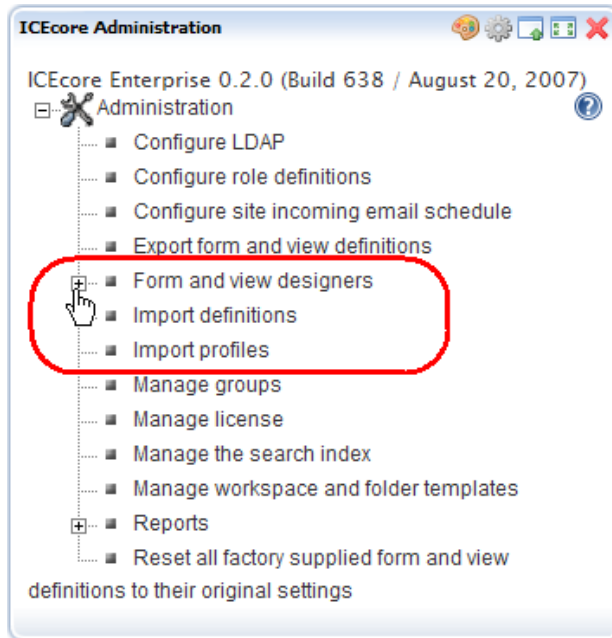 ICEcore Administration
ICEcore Enterprise 0.2.0 (Build 638 / August 20, 2007)
Administration
Configure LDAP
Configure role definitions
Configure site incoming email schedule
Export form and view definitions
Form and view designers
Import definitions
Import profiles
Manage groups
Manage license
Manage the search index
Manage workspace and folder templates
Reports
Reset all factory supplied form and view
definitions to their original settings